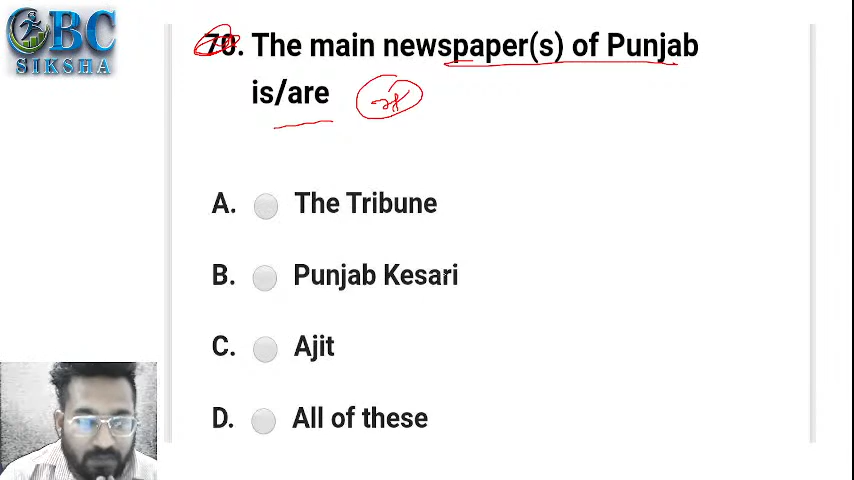 BC
SIKSHA
70. The main newspaper(s) of Punjab
is/are
A. The Tribune
B. Punjab Kesari
C. Ajit
D. All of these